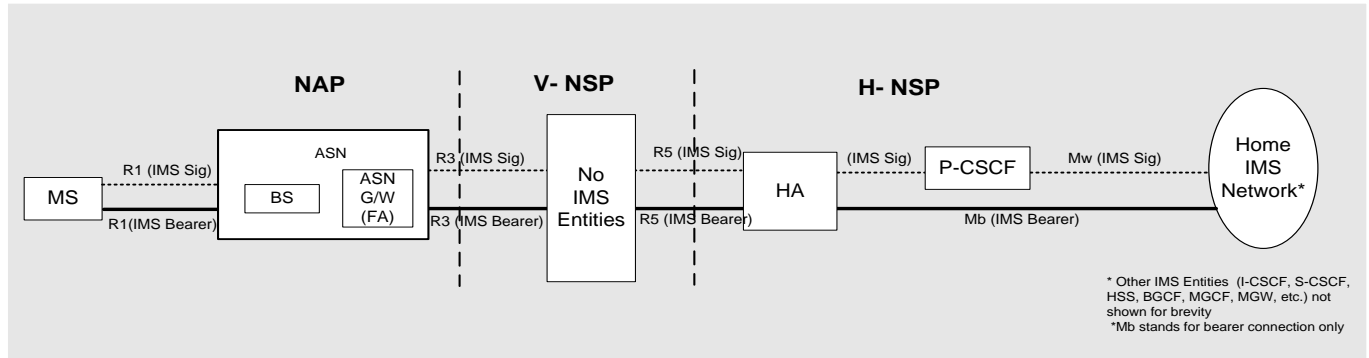 NAP
V- NSP
H- NSP
ASN
R1 (IMS Sig)
R3 (IMS Sig)
R5 (IMS Sig)
(IMS Sig)
P-CSCF
Mw (IMS Sig)
Home
IMS
Network*
MS
BS
ASN
G/W
(FA)
No
IMS
Entities
HA
R1(IMS Bearer)
R3 (IMS Bearer)
R5 (IMS Bearer)
Mb (IMS Bearer)
* Other IMS Entities (I-CSCF, S-CSCF,
HSS, BGCF, MGCF, MGW, etc.) not
shown for brevity
*Mb stands for bearer connection only